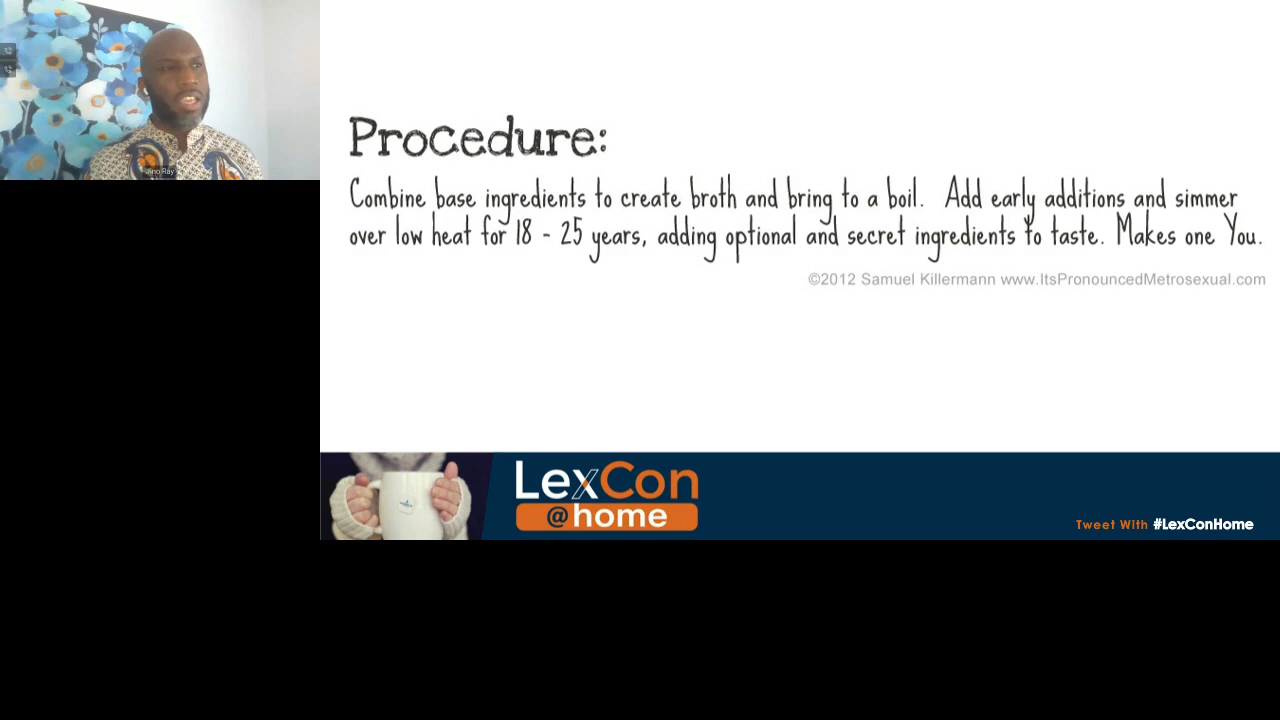 Jino Ray
Procedure:
Combine base ingredients to create broth and bring to a boil. Add early additions and simmer
over low heat for 18 - 25 years, adding optional and secret ingredients to taste. Makes one You.
©2012 Samuel Killermann www.ItsPronouncedMetrosexual.com
LexCon
@home
Tweet With #LexConHome